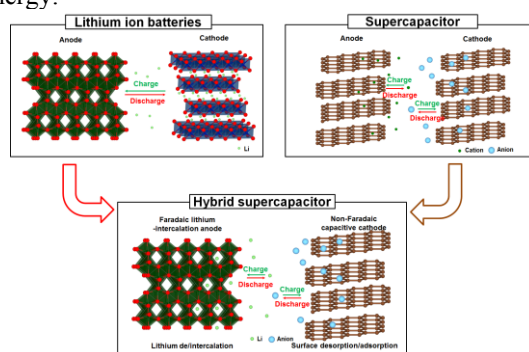 nergy.
Lithium ion batteries
Anode
Cathode
Charge
Discharge
Li
Supercapacitor
Anode
Cathode
Charge
Discharge
Charge
Discharge
Cation
Anion
Hybrid supercapacitor
Faradaic lithium
-intercalation anode
Non-Faradaic
capacitive cathode
Charge
Discharge
Charge
Discharge
Lithium de/intercalation
Li
Anion
Surface desorption/adsorption